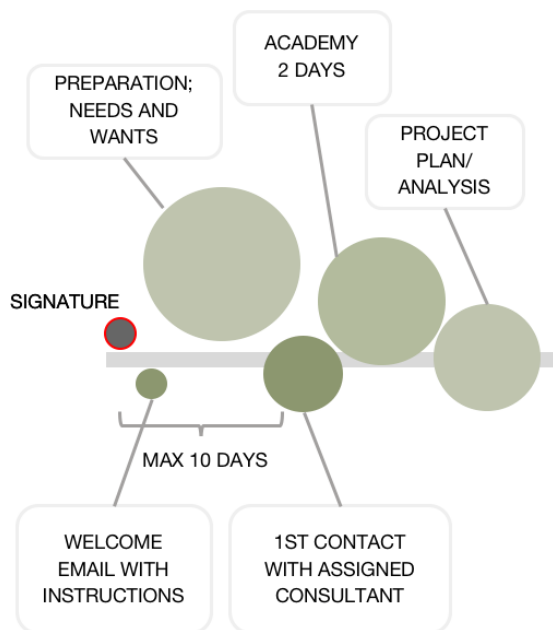 ACADEMY
2 DAYS
PREPARATION;
NEEDS AND
WANTS
PROJECT
PLAN/
ANALYSIS
SIGNATURE
MAX 10 DAYS
WELCOME
EMAIL WITH
INSTRUCTIONS
1ST CONTACT
WITH ASSIGNED
CONSULTANT